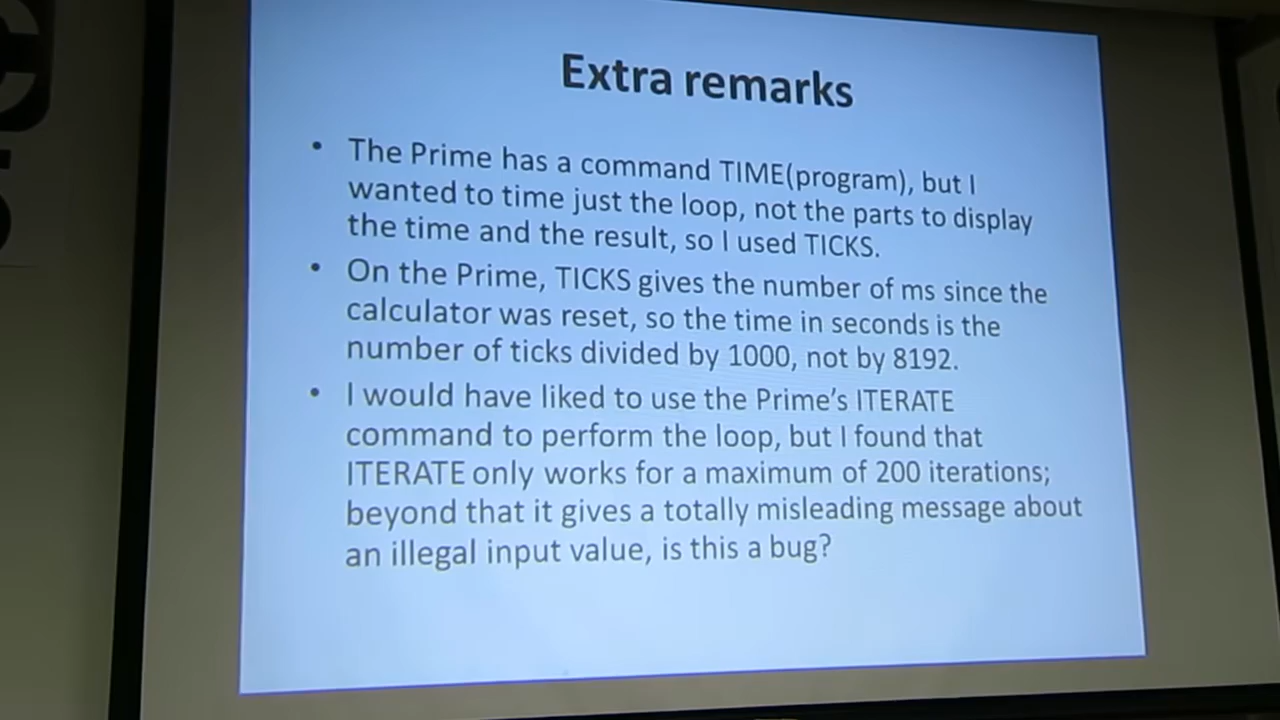 Extra remarks
• The Prime has a command TIME(program), but I
wanted to time just the loop, not the parts to display
the time and the result, so I used TICKS.
• On the Prime, TICKS gives the number of ms since the
calculator was reset, so the time in seconds is the
number of ticks divided by 1000, not by 8192.
• I would have liked to use the Prime’s ITERATE
command to perform the loop, but I found that
ITERATE only works for a maximum of 200 iterations;
beyond that it gives a totally misleading message about
an illegal input value, is this a bug?